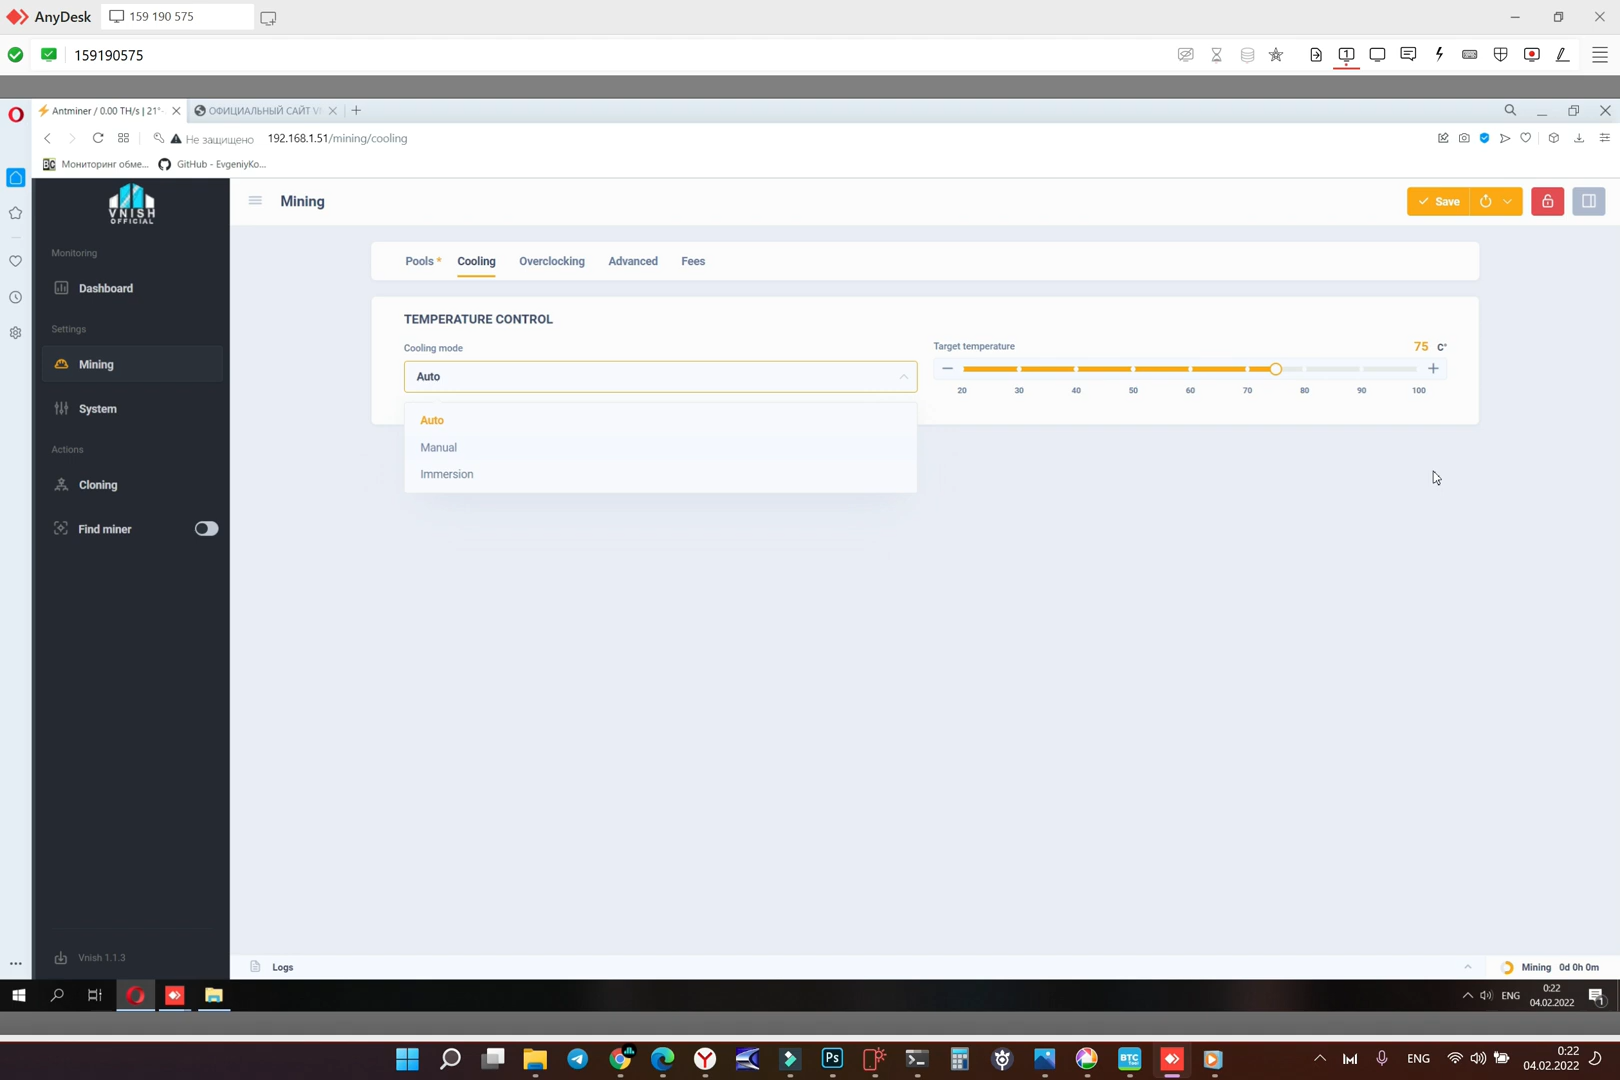 AnyDesk
159 190 575
159190575
Antminer / 0.00 TH/s | 21°-
ОФИЦИАЛЬНЫЙ САЙТ V
Не защищено
192.168.1.51/mining/cooling
Мониторинг обме...
GitHub - EvgeniyKo...
VNISH
OFFICIAL
Mining
Save
Monitoring
Dashboard
Settings
Mining
System
Actions
Cloning
Find miner
Pools *
Cooling
Overclocking
Advanced
Fees
TEMPERATURE CONTROL
Cooling mode
Auto
Auto
Manual
Immersion
Target temperature
75 C°
20 30 40 50 60 70 80 90 100
Vnish 1.1.3
Logs
Mining 0d 0h 0m
ENG
0:22
04.02.2022
1
Ps
BTC
ENG
0:22
04.02.2022